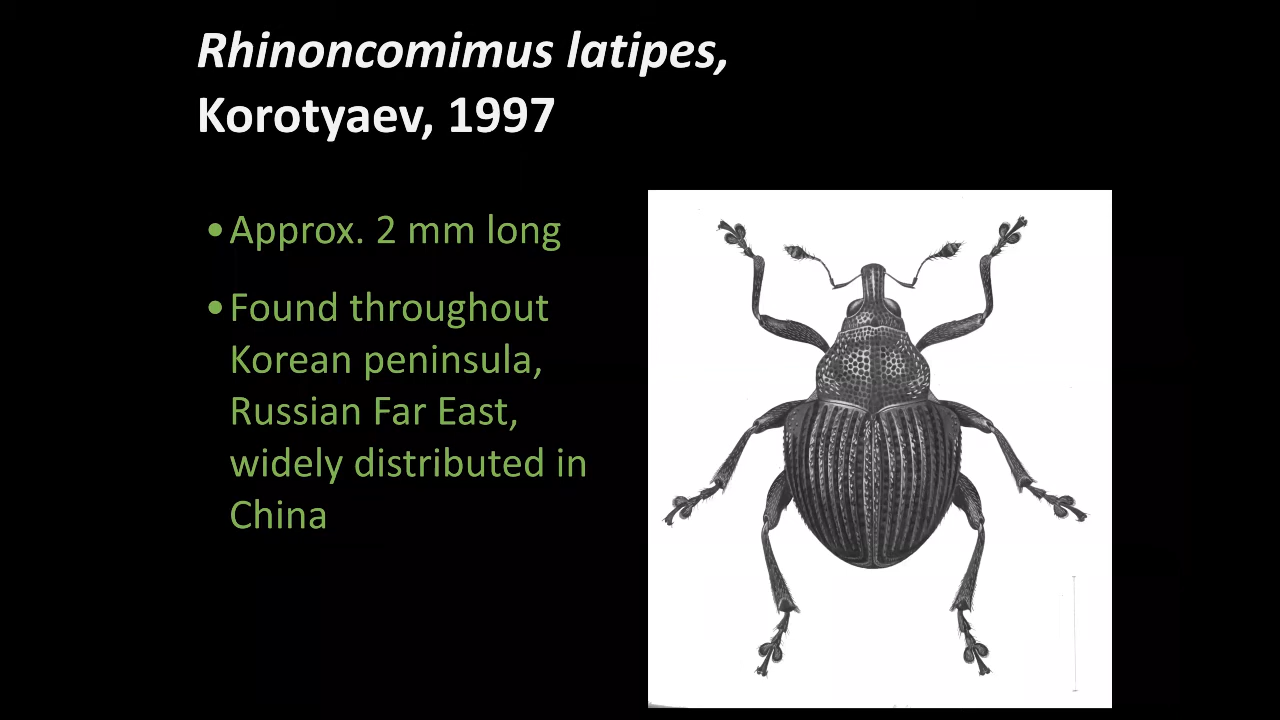 Rhinoncomimus latipes,
Korotyaev, 1997
•Approx. 2 mm long
•Found throughout
Korean peninsula,
Russian Far East,
widely distributed in
China